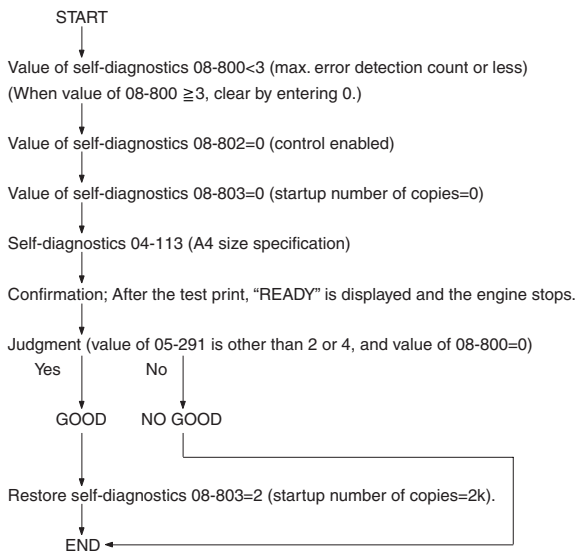 START
Value of self-diagnostics 08-800<3 (max. error detection count or less)
(When value of 08-800 ≧3, clear by entering 0.)
Value of self-diagnostics 08-802=0 (control enabled)
Value of self-diagnostics 08-803=0 (startup number of copies=0)
Self-diagnostics 04-113 (A4 size specification)
Confirmation; After the test print, “READY” is displayed and the engine stops.
Judgment (value of 05-291 is other than 2 or 4, and value of 08-800=0)
Yes No
GOOD NO GOOD
Restore self-diagnostics 08-803=2 (startup number of copies=2k).
END